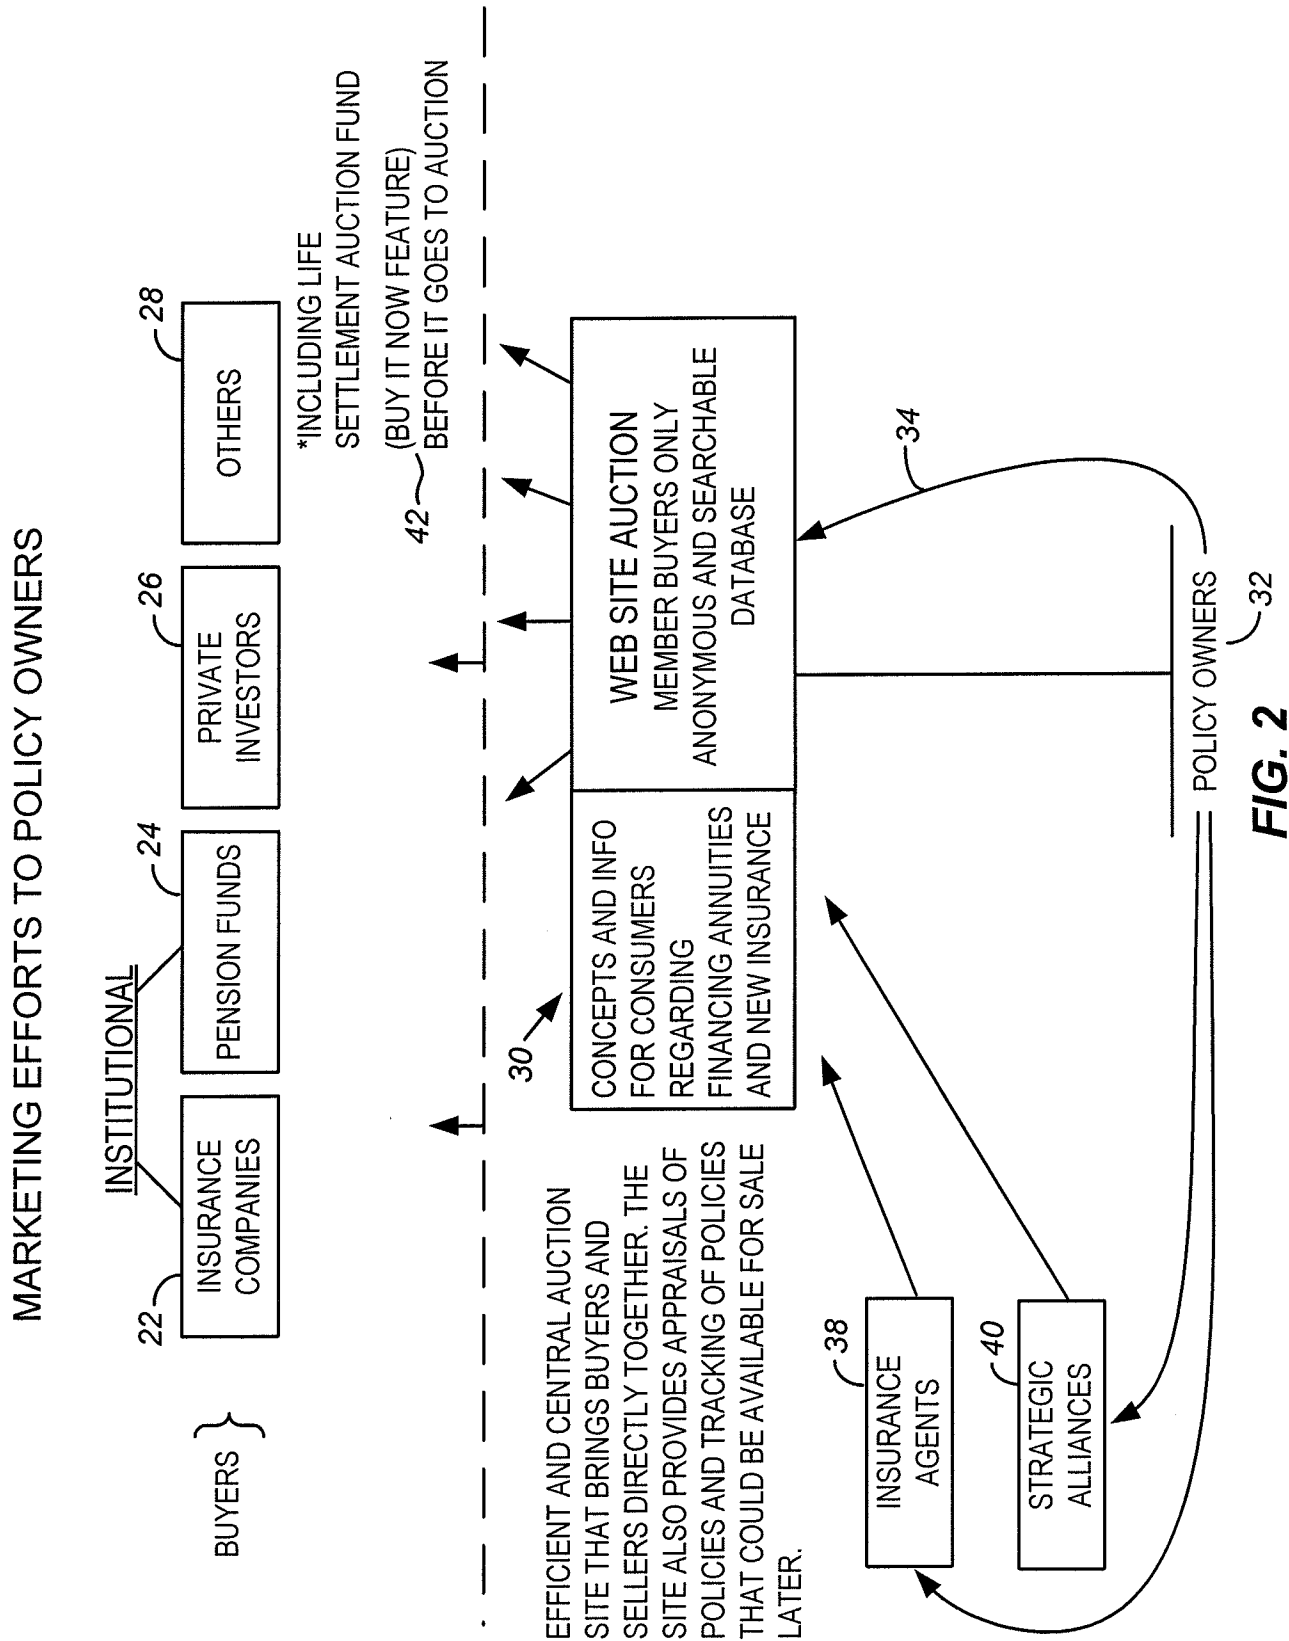 MARKETING EFFORTS TO POLICY OWNERS
INSTITUTIONAL
BUYERS
22
INSURANCE
COMPANIES
24
PENSION FUNDS
26
PRIVATE
INVESTORS
28
OTHERS
*INCLUDING LIFE
SETTLEMENT AUCTION FUND
(BUY IT NOW FEATURE)
BEFORE IT GOES TO AUCTION
42
EFFICIENT AND CENTRAL AUCTION
SITE THAT BRINGS BUYERS AND
SELLERS DIRECTLY TOGETHER. THE
SITE ALSO PROVIDES APPRAISALS OF
POLICIES AND TRACKING OF POLICIES
THAT COULD BE AVAILABLE FOR SALE
LATER.
30
CONCEPTS AND INFO
FOR CONSUMERS
REGARDING
FINANCING ANNUITIES
AND NEW INSURANCE
WEB SITE AUCTION
MEMBER BUYERS ONLY
ANONYMOUS AND SEARCHABLE
DATABASE
34
38
INSURANCE
AGENTS
40
STRATEGIC
ALLIANCES
POLICY OWNERS
32
FIG. 2